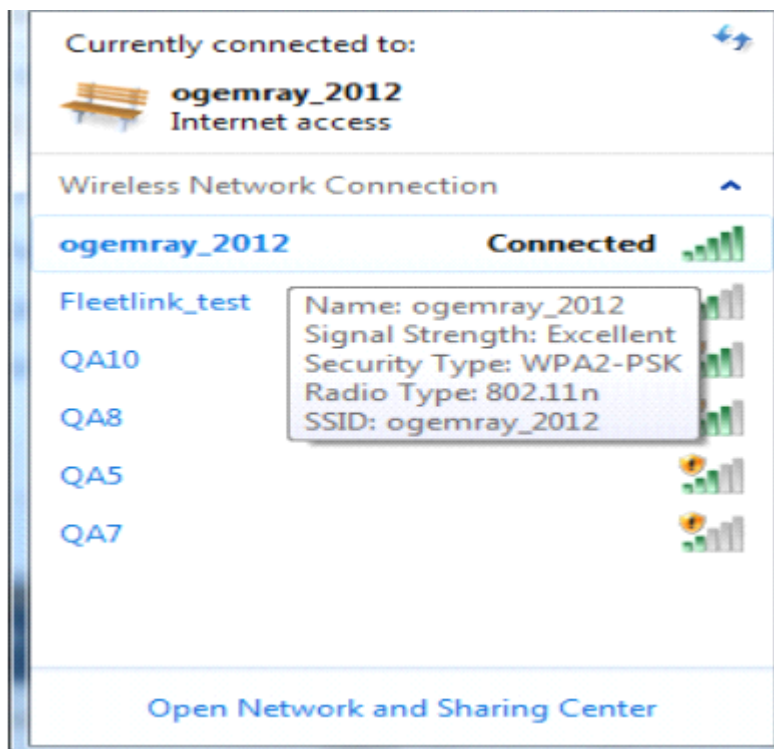 Currently connected to:
ogemray_2012
Internet access
Wireless Network Connection
ogemray_2012 Connected
Fleetlink_test
Name: ogemray_2012
Signal Strength: Excellent
Security Type: WPA2-PSK
Radio Type: 802.11n
SSID: ogemray_2012
QA10
QA8
QA5
QA7
Open Network and Sharing Center